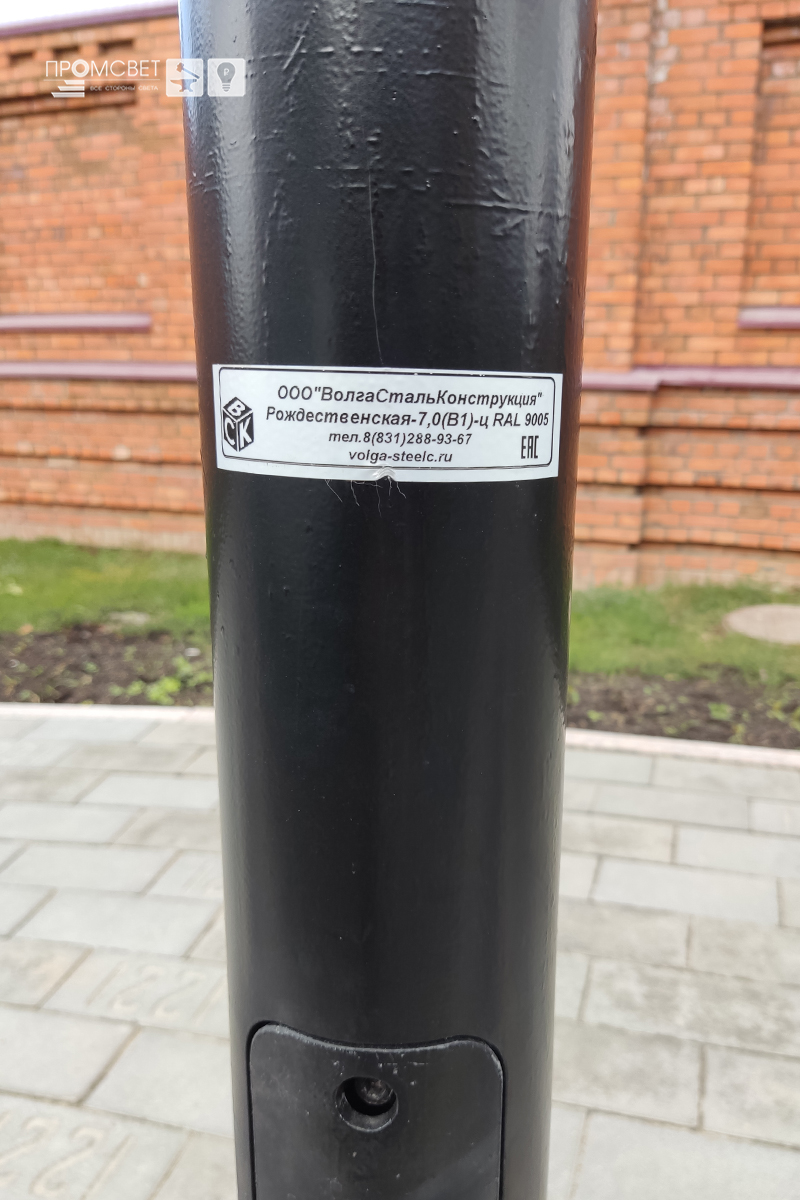 ПРОМСВЕТ
ВСЕ СТОРОНЫ СВЕТА
ООО"ВолгаСтальКонструкция"
Рождественская-7,0(В1)-ц RAL 9005
тел.8(831)288-93-67
volga-steelc.ru
ВСК
EAC